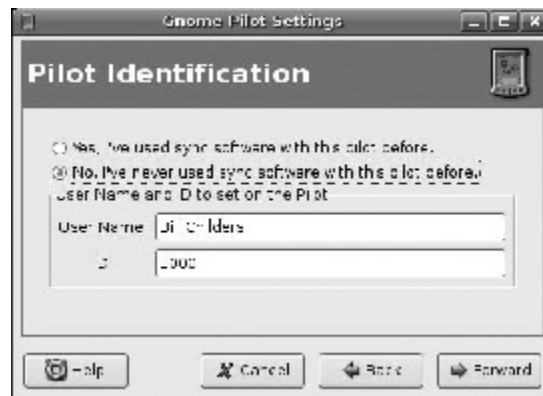 Gnome Pilot Settings
Pilot Identification
Yes, I've used sync software with this pilot before.
No, I've never used sync software with this pilot before.
User Name and ID to set on the Pilot
User Name Bill Childers
ID 1000
Help Cancel Back Forward